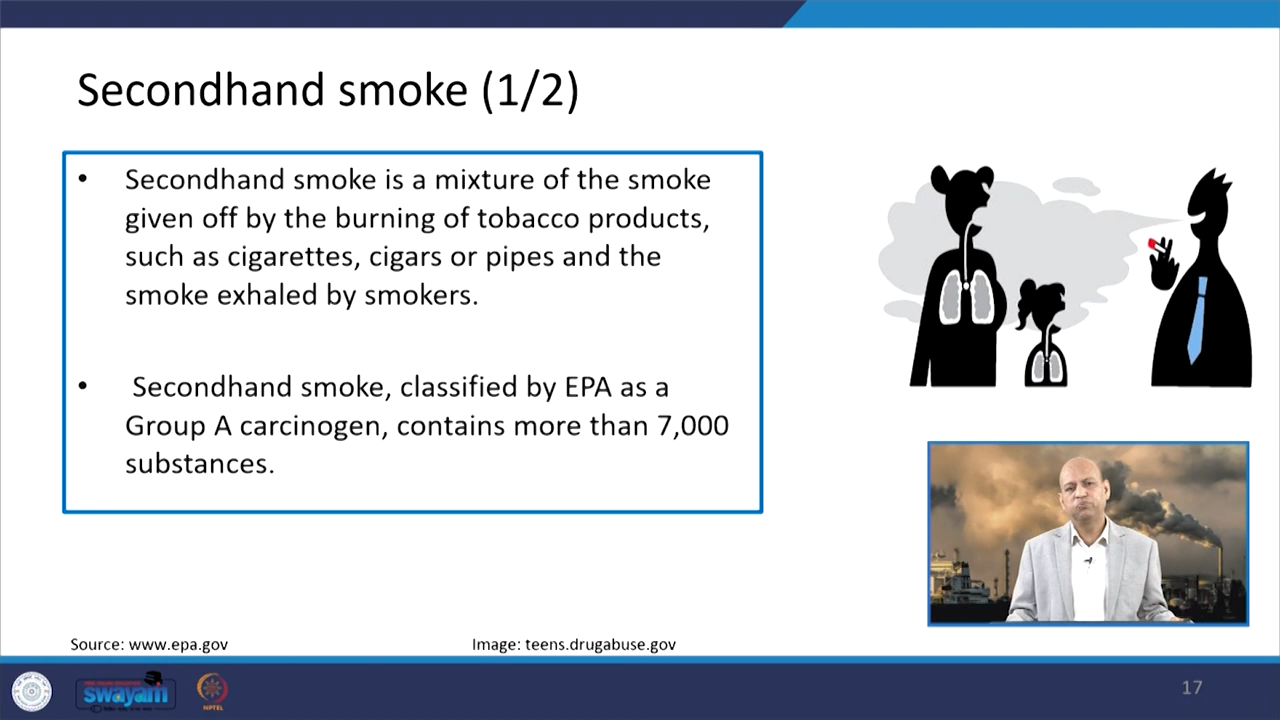 Secondhand smoke (1/2)
• Secondhand smoke is a mixture of the smoke
given off by the burning of tobacco products,
such as cigarettes, cigars or pipes and the
smoke exhaled by smokers.
• Secondhand smoke, classified by EPA as a
Group A carcinogen, contains more than 7,000
substances.
Source: www.epa.gov
Image: teens.drugabuse.gov
swayam
NPTEL
17